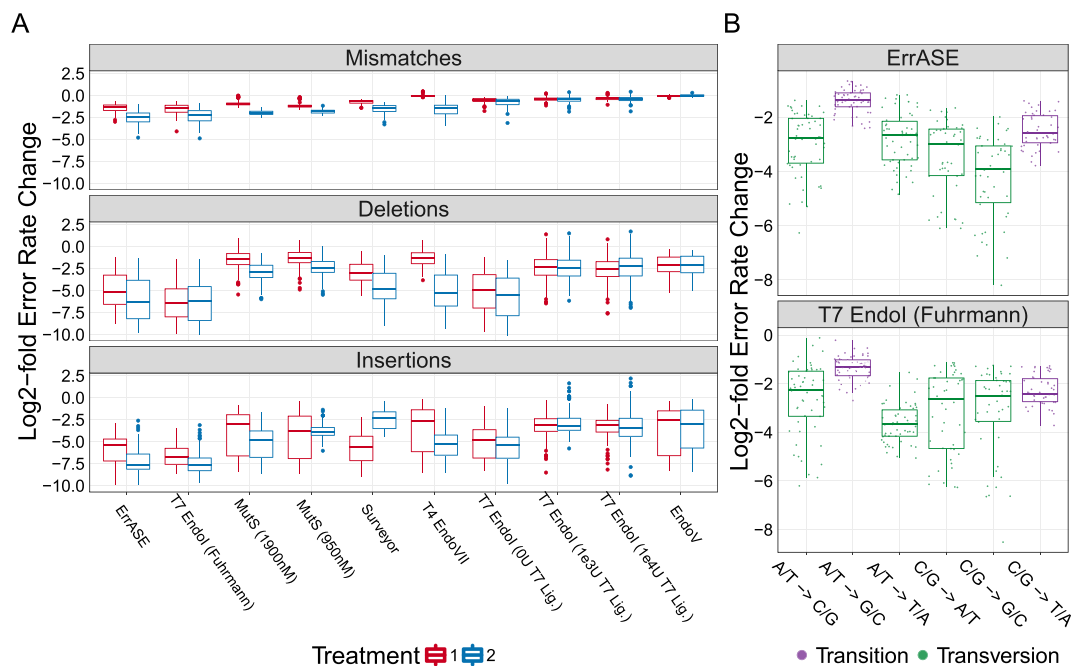 A
Mismatches
2.5
0.0
−2.5
−5.0
−7.5
−10.0
Deletions
2.5
0.0
−2.5
−5.0
−7.5
−10.0
Insertions
2.5
0.0
−2.5
−5.0
−7.5
−10.0
Log2−fold Error Rate Change
ErrASE
T7 EndoI (Fuhrmann)
MutS (1900nM)
MutS (950nM)
Surveyor
T4 EndoVII
T7 EndoI (0U T7 Lig.)
T7 EndoI (1e3U T7 Lig.)
T7 EndoI (1e4U T7 Lig.)
EndoV
Treatment 1 2
B
ErrASE
−2
−4
−6
−8
T7 EndoI (Fuhrmann)
0
−2
−4
−6
−8
Log2−fold Error Rate Change
A/T −> C/G
A/T −> G/C
A/T −> T/A
C/G −> A/T
C/G −> G/C
C/G −> T/A
Transition Transversion